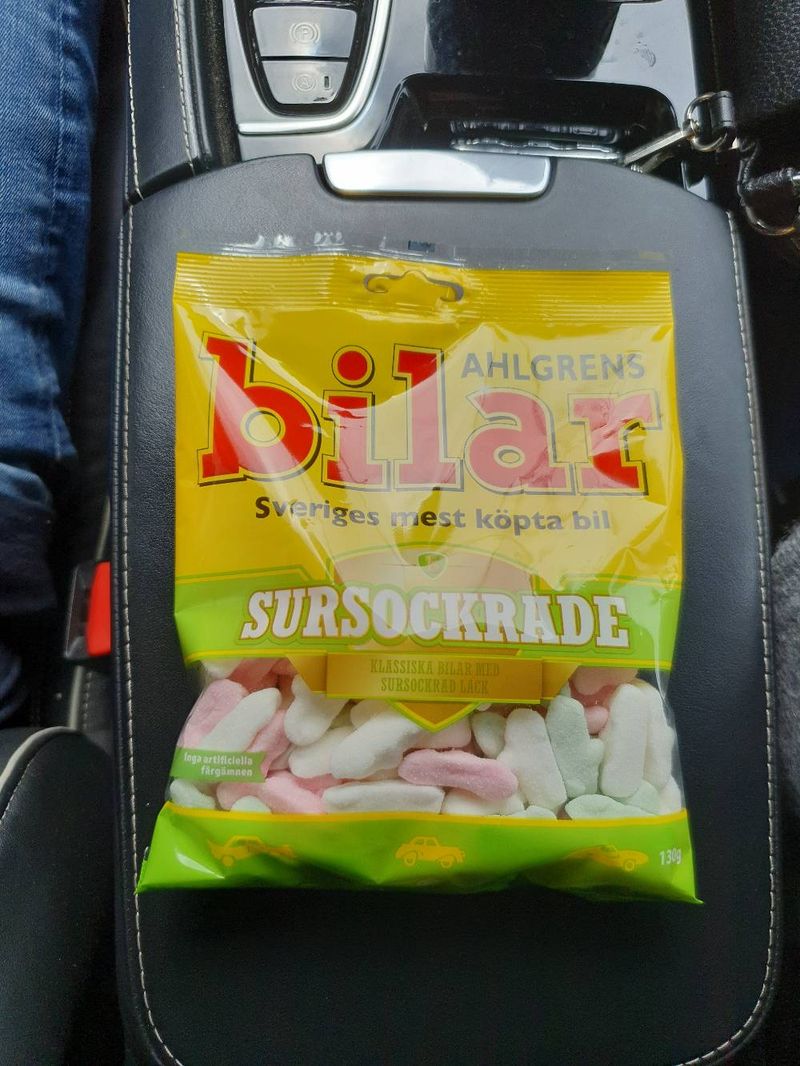 AHLGRENS
bilar
Sveriges mest köpta bil
SURSOCKRADE
KLASSISKA BILAR MED
SURSOCKRAD LACK
Inga artificiella
färgämnen
130g